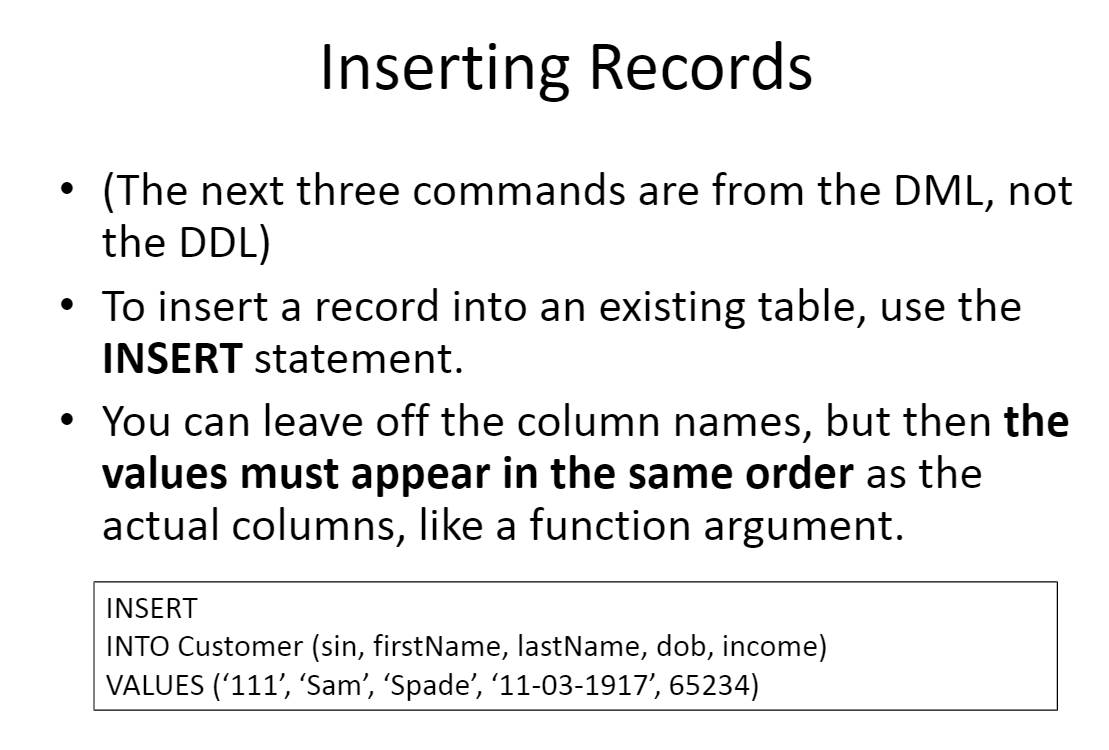 Inserting Records
• (The next three commands are from the DML, not
the DDL)
• To insert a record into an existing table, use the
INSERT statement.
• You can leave off the column names, but then the
values must appear in the same order as the
actual columns, like a function argument.
INSERT
INTO Customer (sin, firstName, lastName, dob, income)
VALUES (‘111’, ‘Sam’, ‘Spade’, ‘11-03-1917’, 65234)